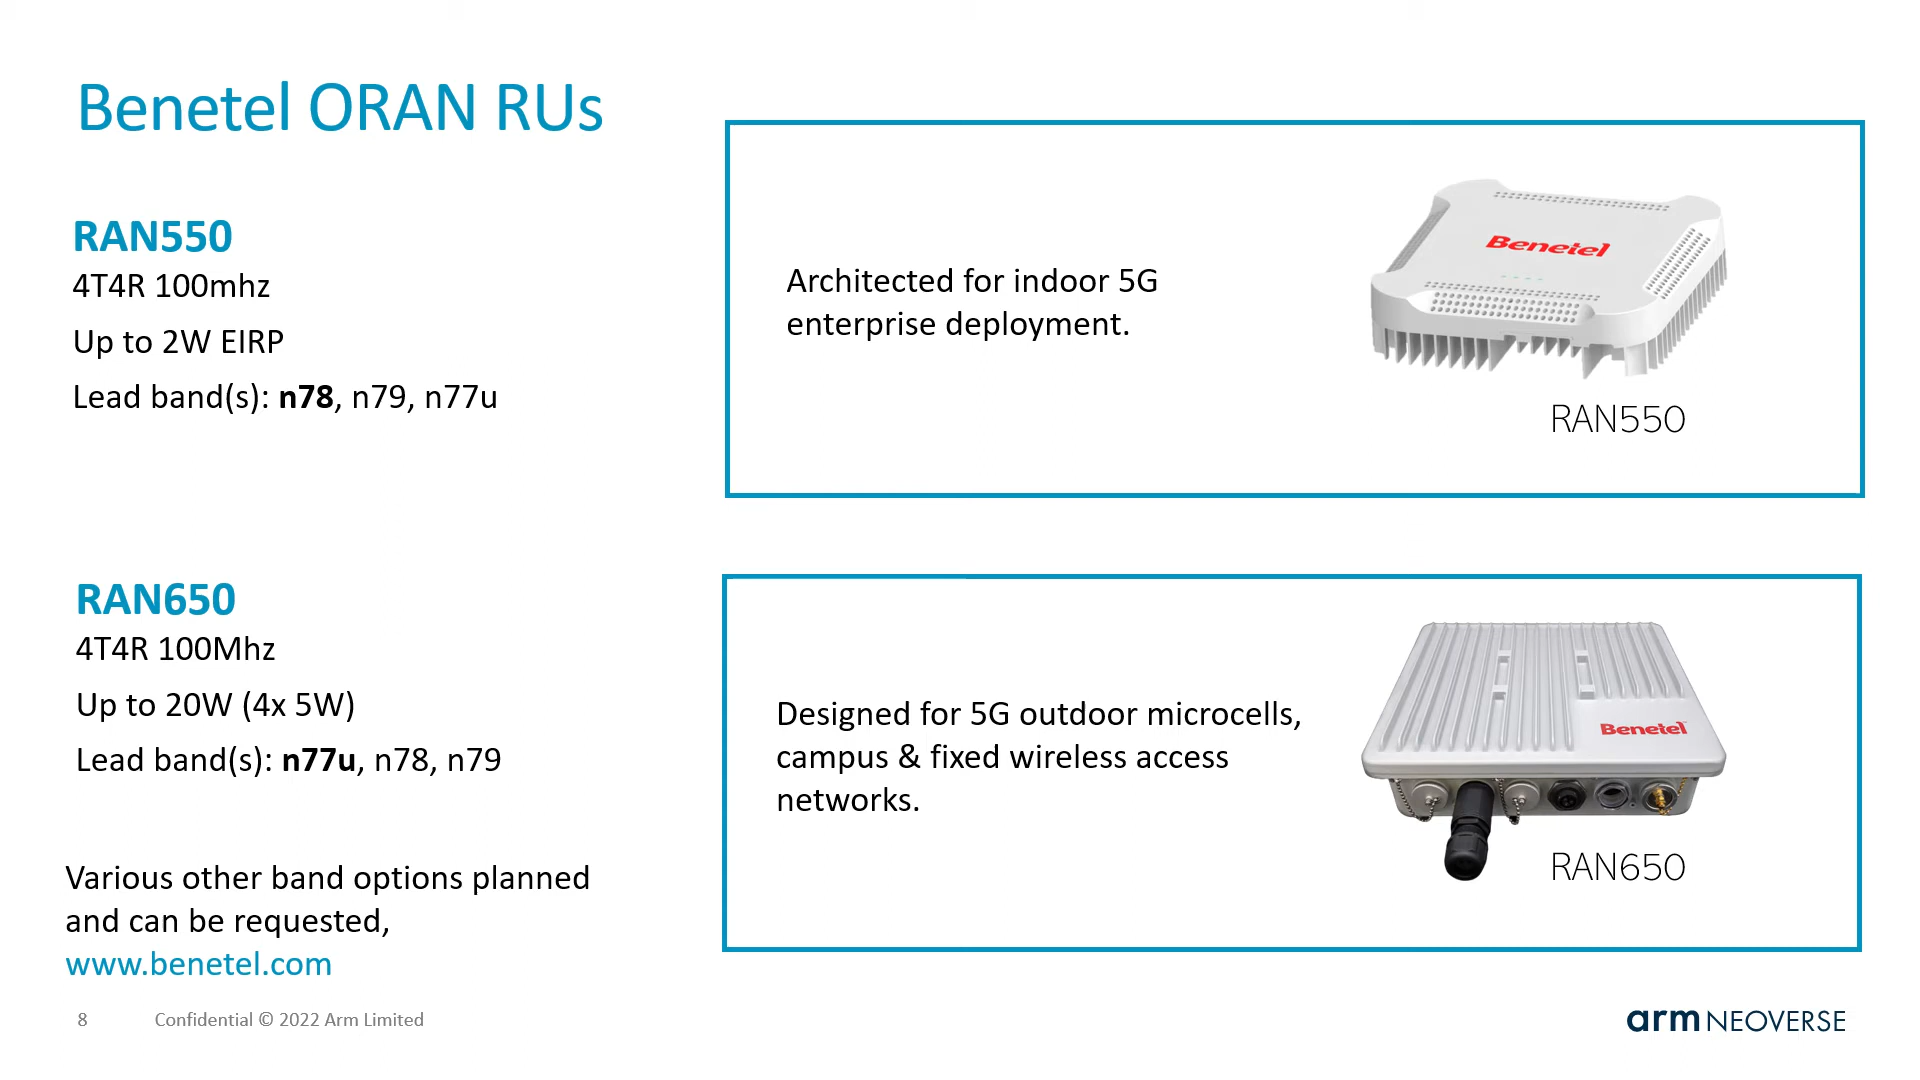 Benetel ORAN RUs
RAN550
4T4R 100mhz
Up to 2W EIRP
Lead band(s): n78, n79, n77u
Architected for indoor 5G
enterprise deployment.
Benetel
RAN550
RAN650
4T4R 100Mhz
Up to 20W (4x 5W)
Lead band(s): n77u, n78, n79
Designed for 5G outdoor microcells,
campus & fixed wireless access
networks.
Benetel
RAN650
Various other band options planned
and can be requested,
www.benetel.com
8 Confidential © 2022 Arm Limited
arm NEOVERSE